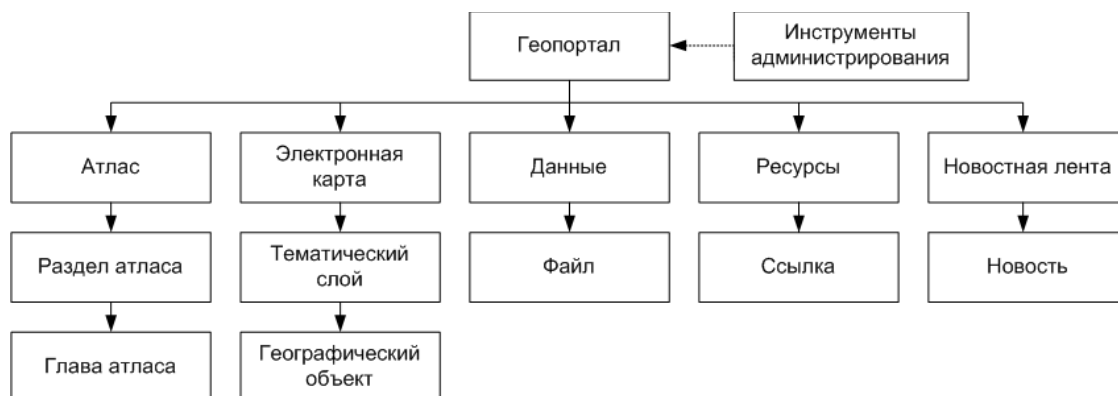 Геопортал
Инструменты
администрирования
Атлас
Электронная
карта
Данные
Ресурсы
Новостная лента
Раздел атласа
Тематический
слой
Файл
Ссылка
Новость
Глава атласа
Географический
объект